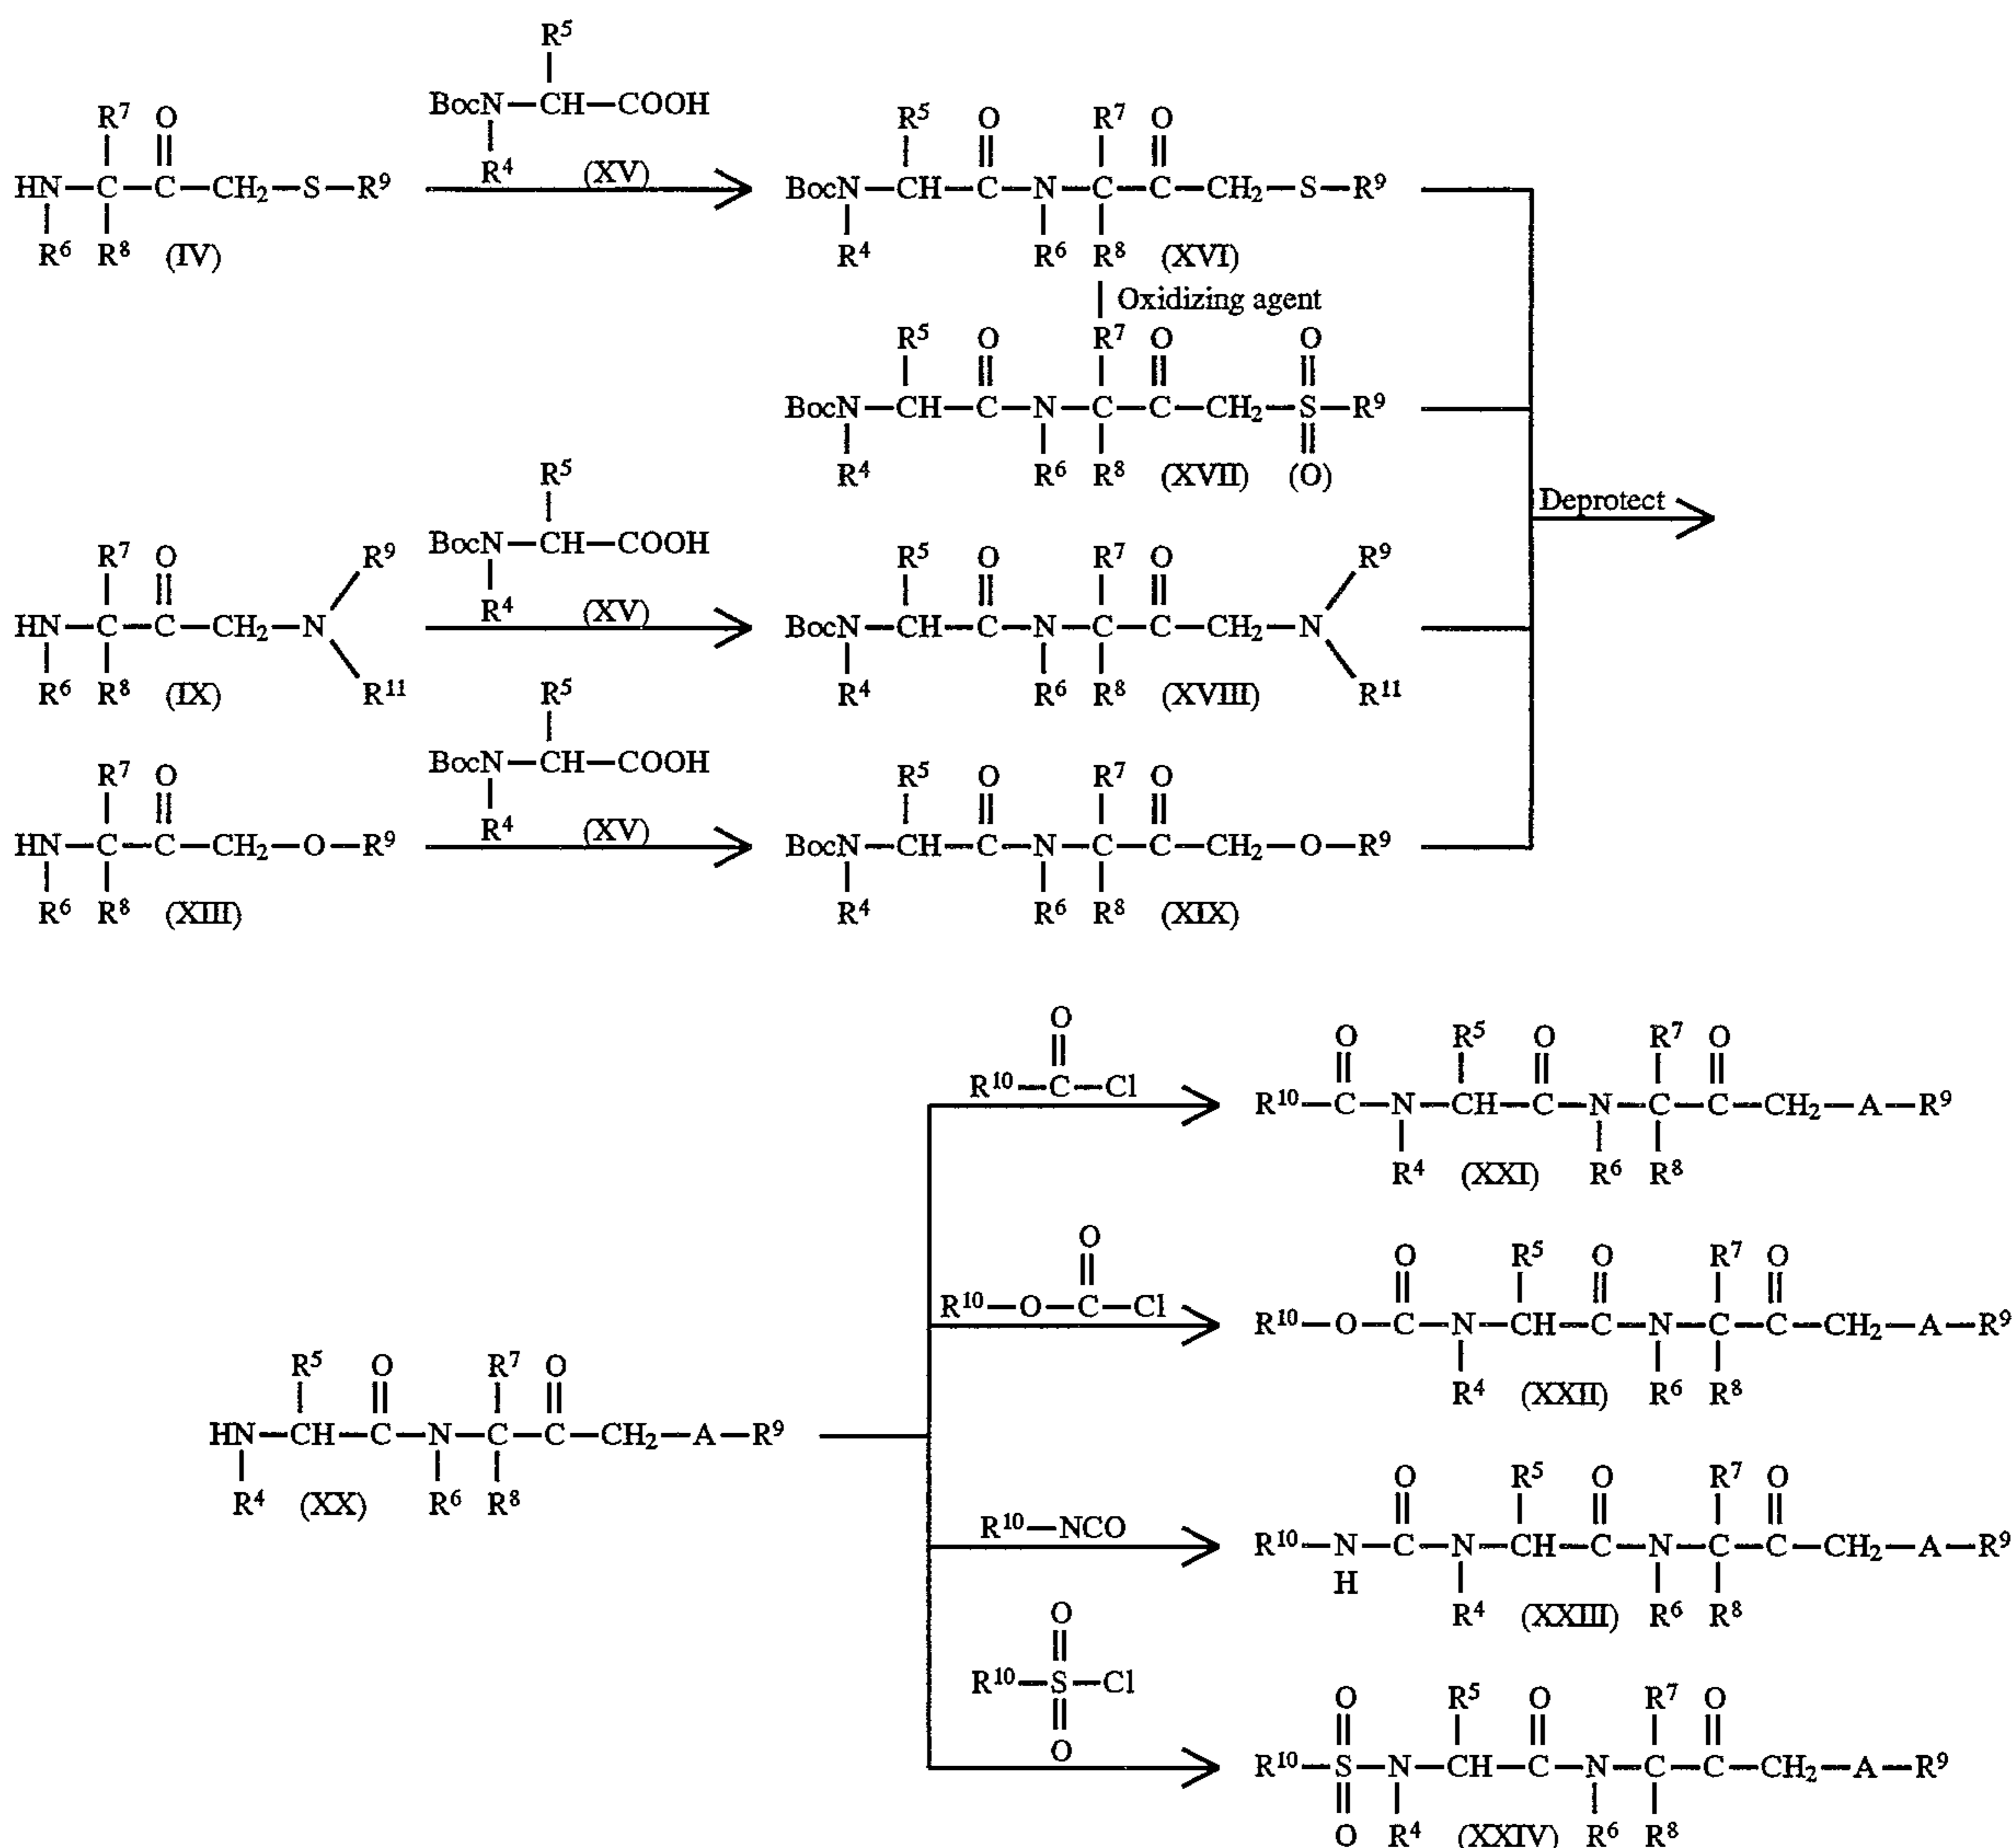 R⁵
BocN—CH—COOH
R⁴ (XV)
R⁷ O
HN—C—C—CH₂—S—R⁹
R⁶ R⁸ (IV)
R⁵ O R⁷ O
BocN—CH—C—N—C—C—CH₂—S—R⁹
R⁴ R⁶ R⁸ (XVI)
Oxidizing agent
R⁵ O R⁷ O O
BocN—CH—C—N—C—C—CH₂—S—R⁹
R⁴ R⁶ R⁸ (XVII) (O)
Deprotect
R⁵
BocN—CH—COOH
R⁴ (XV)
R⁷ O R⁹
HN—C—C—CH₂—N
R⁶ R⁸ (IX) R¹¹
R⁵ O R⁷ O R⁹
BocN—CH—C—N—C—C—CH₂—N
R⁴ R⁶ R⁸ (XVIII) R¹¹
R⁵
BocN—CH—COOH
R⁴ (XV)
R⁷ O
HN—C—C—CH₂—O—R⁹
R⁶ R⁸ (XIII)
R⁵ O R⁷ O
BocN—CH—C—N—C—C—CH₂—O—R⁹
R⁴ R⁶ R⁸ (XIX)
R⁵ O R⁷ O
HN—CH—C—N—C—C—CH₂—A—R⁹
R⁴ (XX) R⁶ R⁸
O
R¹⁰—C—Cl
O R⁵ O R⁷ O
R¹⁰—C—N—CH—C—N—C—C—CH₂—A—R⁹
R⁴ (XXI) R⁶ R⁸
O
R¹⁰—O—C—Cl
O R⁵ O R⁷ O
R¹⁰—O—C—N—CH—C—N—C—C—CH₂—A—R⁹
R⁴ (XXII) R⁶ R⁸
R¹⁰—NCO
O R⁵ O R⁷ O
R¹⁰—N—C—N—CH—C—N—C—C—CH₂—A—R⁹
H
R⁴ (XXIII) R⁶ R⁸
O
R¹⁰—S—Cl
O
O R⁵ O R⁷ O
R¹⁰—S—N—CH—C—N—C—C—CH₂—A—R⁹
O R⁴ (XXIV) R⁶ R⁸